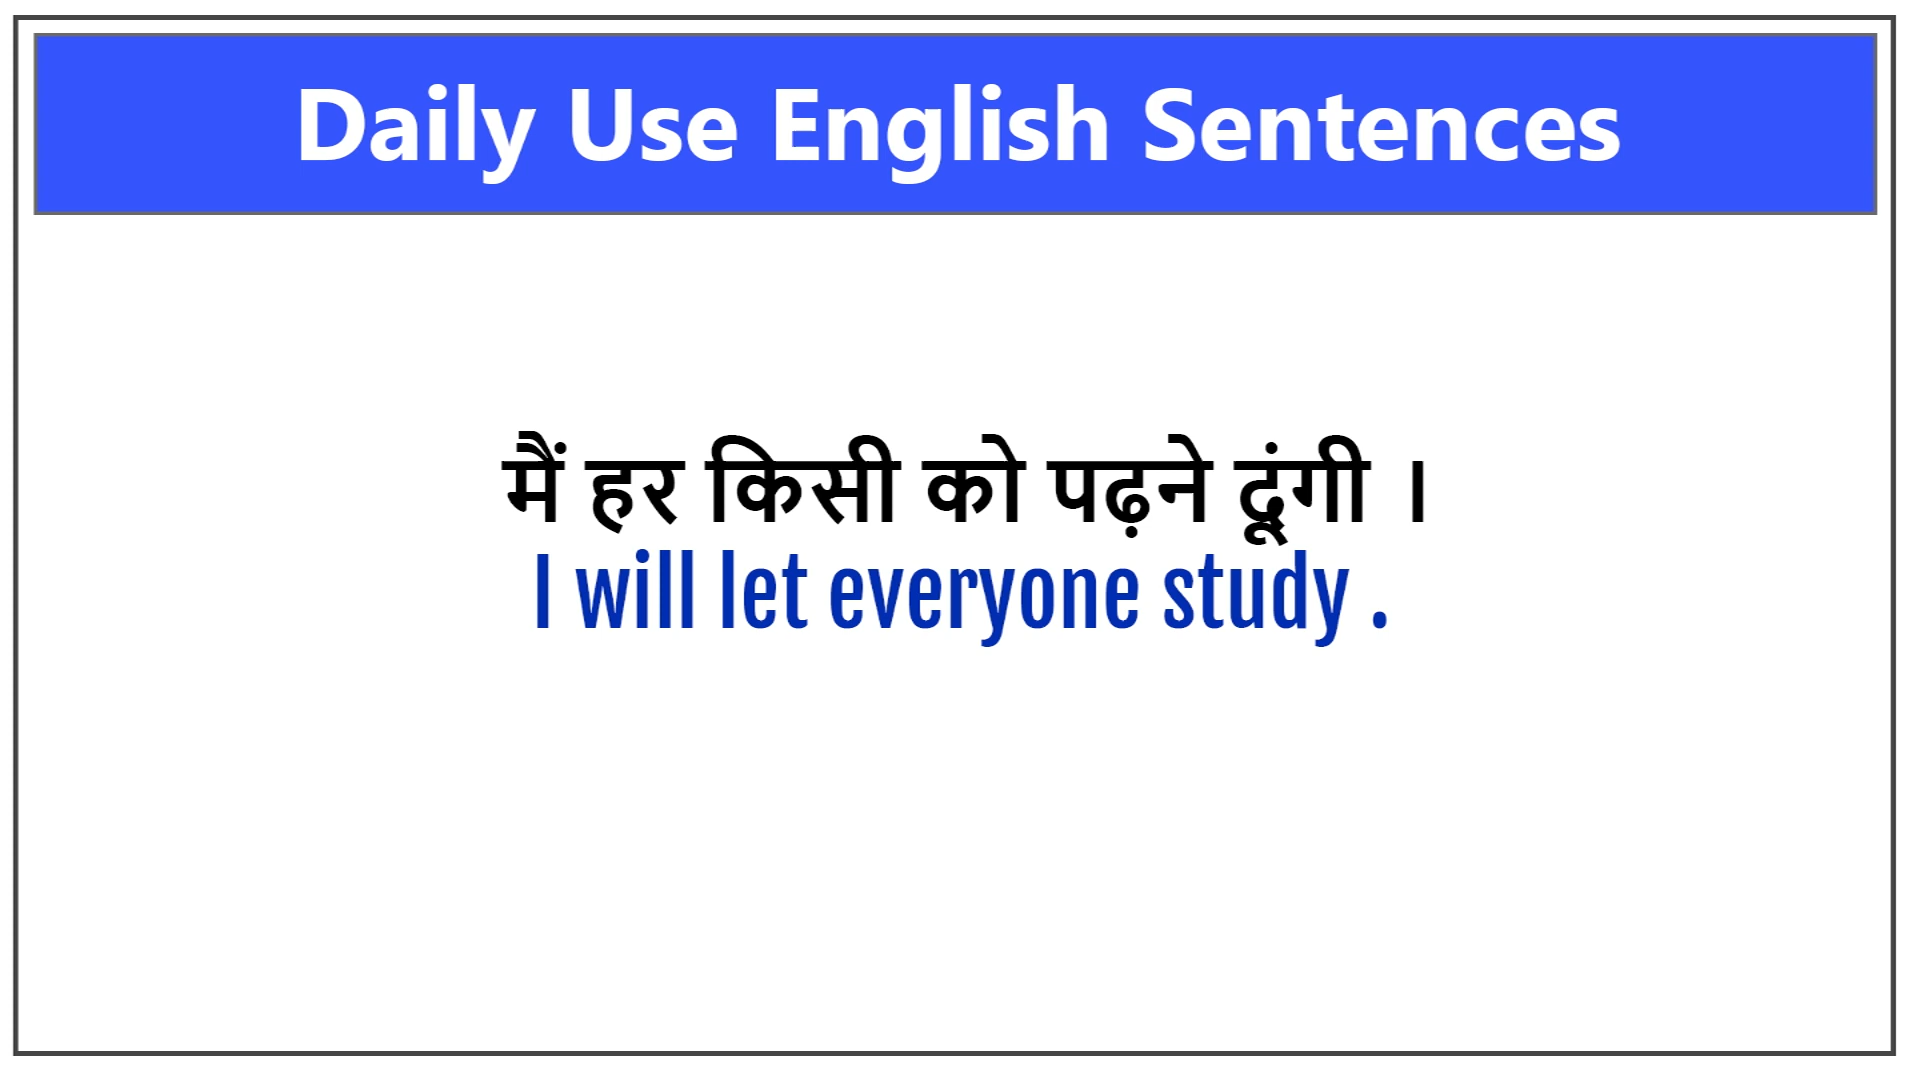 Daily Use English Sentences
मैं हर किसी को पढ़ने दूंगी ।
I will let everyone study .